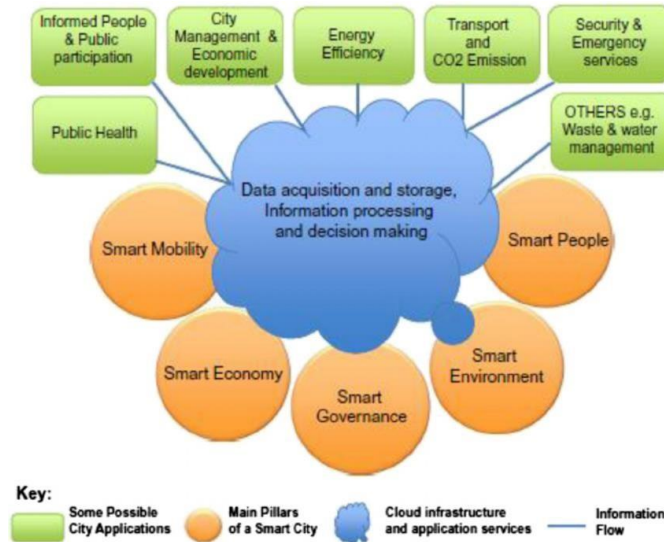 Informed People
& Public
participation
City
Management &
Economic
development
Energy
Efficiency
Transport
and
CO2 Emission
Security &
Emergency
services
Public Health
OTHERS e.g.
Waste & water
management
Data acquisition and storage,
Information processing
and decision making
Smart Mobility
Smart People
Smart Economy
Smart
Governance
Smart
Environment
Key:
Some Possible
City Applications
Main Pillars
of a Smart City
Cloud infrastructure
and application services
Information
Flow